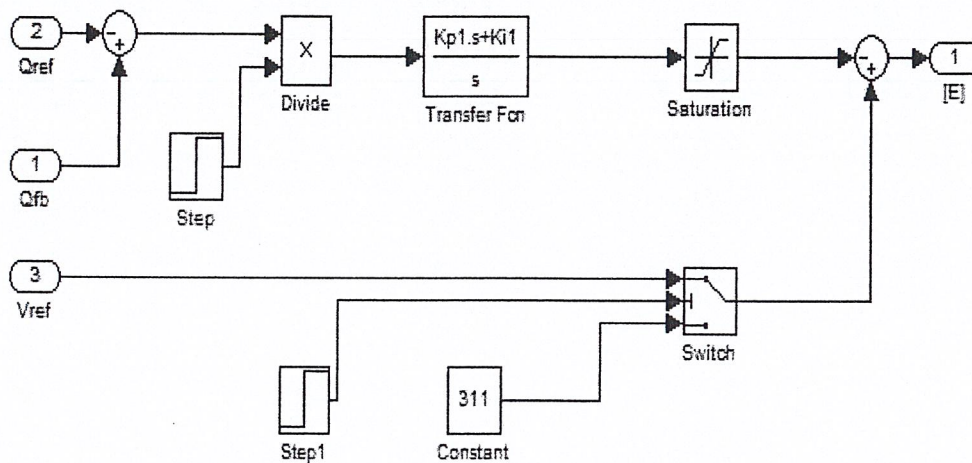 2
Qref
-
+
X
Divide
Kp1.s+Ki1
s
Transfer Fcn
Saturation
-
+
1
[E]
1
Qfb
Step
3
Vref
Switch
Step1
311
Constant